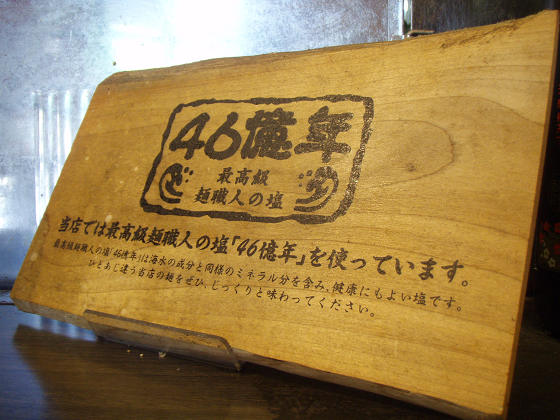 46億年
最高級
麺職人の塩
当店では最高級麺職人の塩「46億年」を使っています。
最高級麺職人の塩「46億年」は海水の成分と同様のミネラル分を含み、健康にもよい塩です。
ひとあじ違う当店の麺をぜひ、じっくりと味わってください。